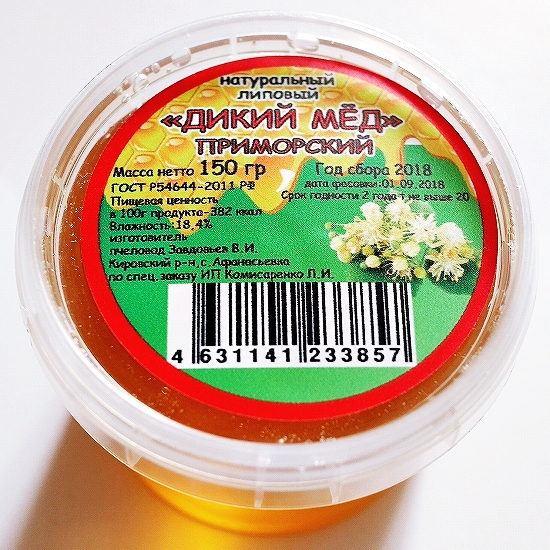 натуральный
липовый
«ДИКИЙ МЁД»
ПРИМОРСКИЙ
Масса нетто 150 гр
ГОСТ Р54644-2011 РФ
Пищевая ценность
в 100г продукта-382 ккал
Влажность:18,4%
изготовитель
пчеловод Завдовьев В.И.
Кировский р-н,с. Афанасьевка
по спец.заказу ИП Комисаренко Л.И.
Год сбора 2018
дата фасовки:01.09.2018
Срок годности 2 года t не выше 20
4 631141 233857